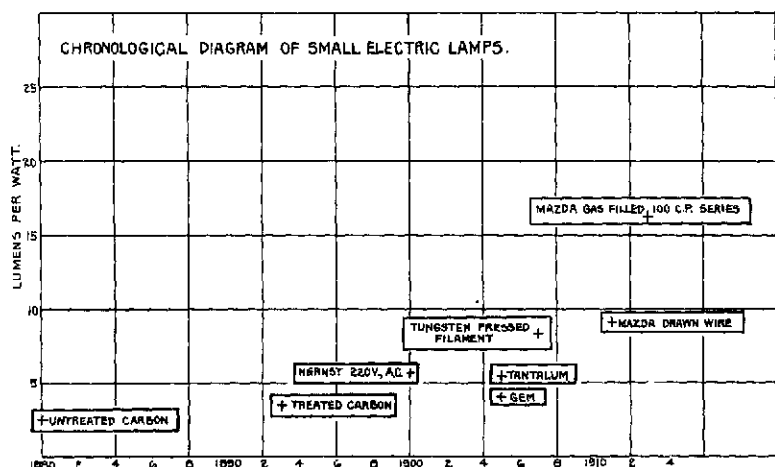 CHRONOLOGICAL DIAGRAM OF SMALL ELECTRIC LAMPS.
LUMENS PER WATT.
20
15
10
5
MAZDA GAS FILLED, 100 C.P. SERIES
MAZDA DRAWN WIRE
TUNGSTEN PRESSED
FILAMENT
NERNST 220V., A.C.
TANTALUM
GEM
TREATED CARBON
UNTREATED CARBON
1880 2 4 6 8 1890 2 4 6 8 1900 2 4 6 8 1910 2 4